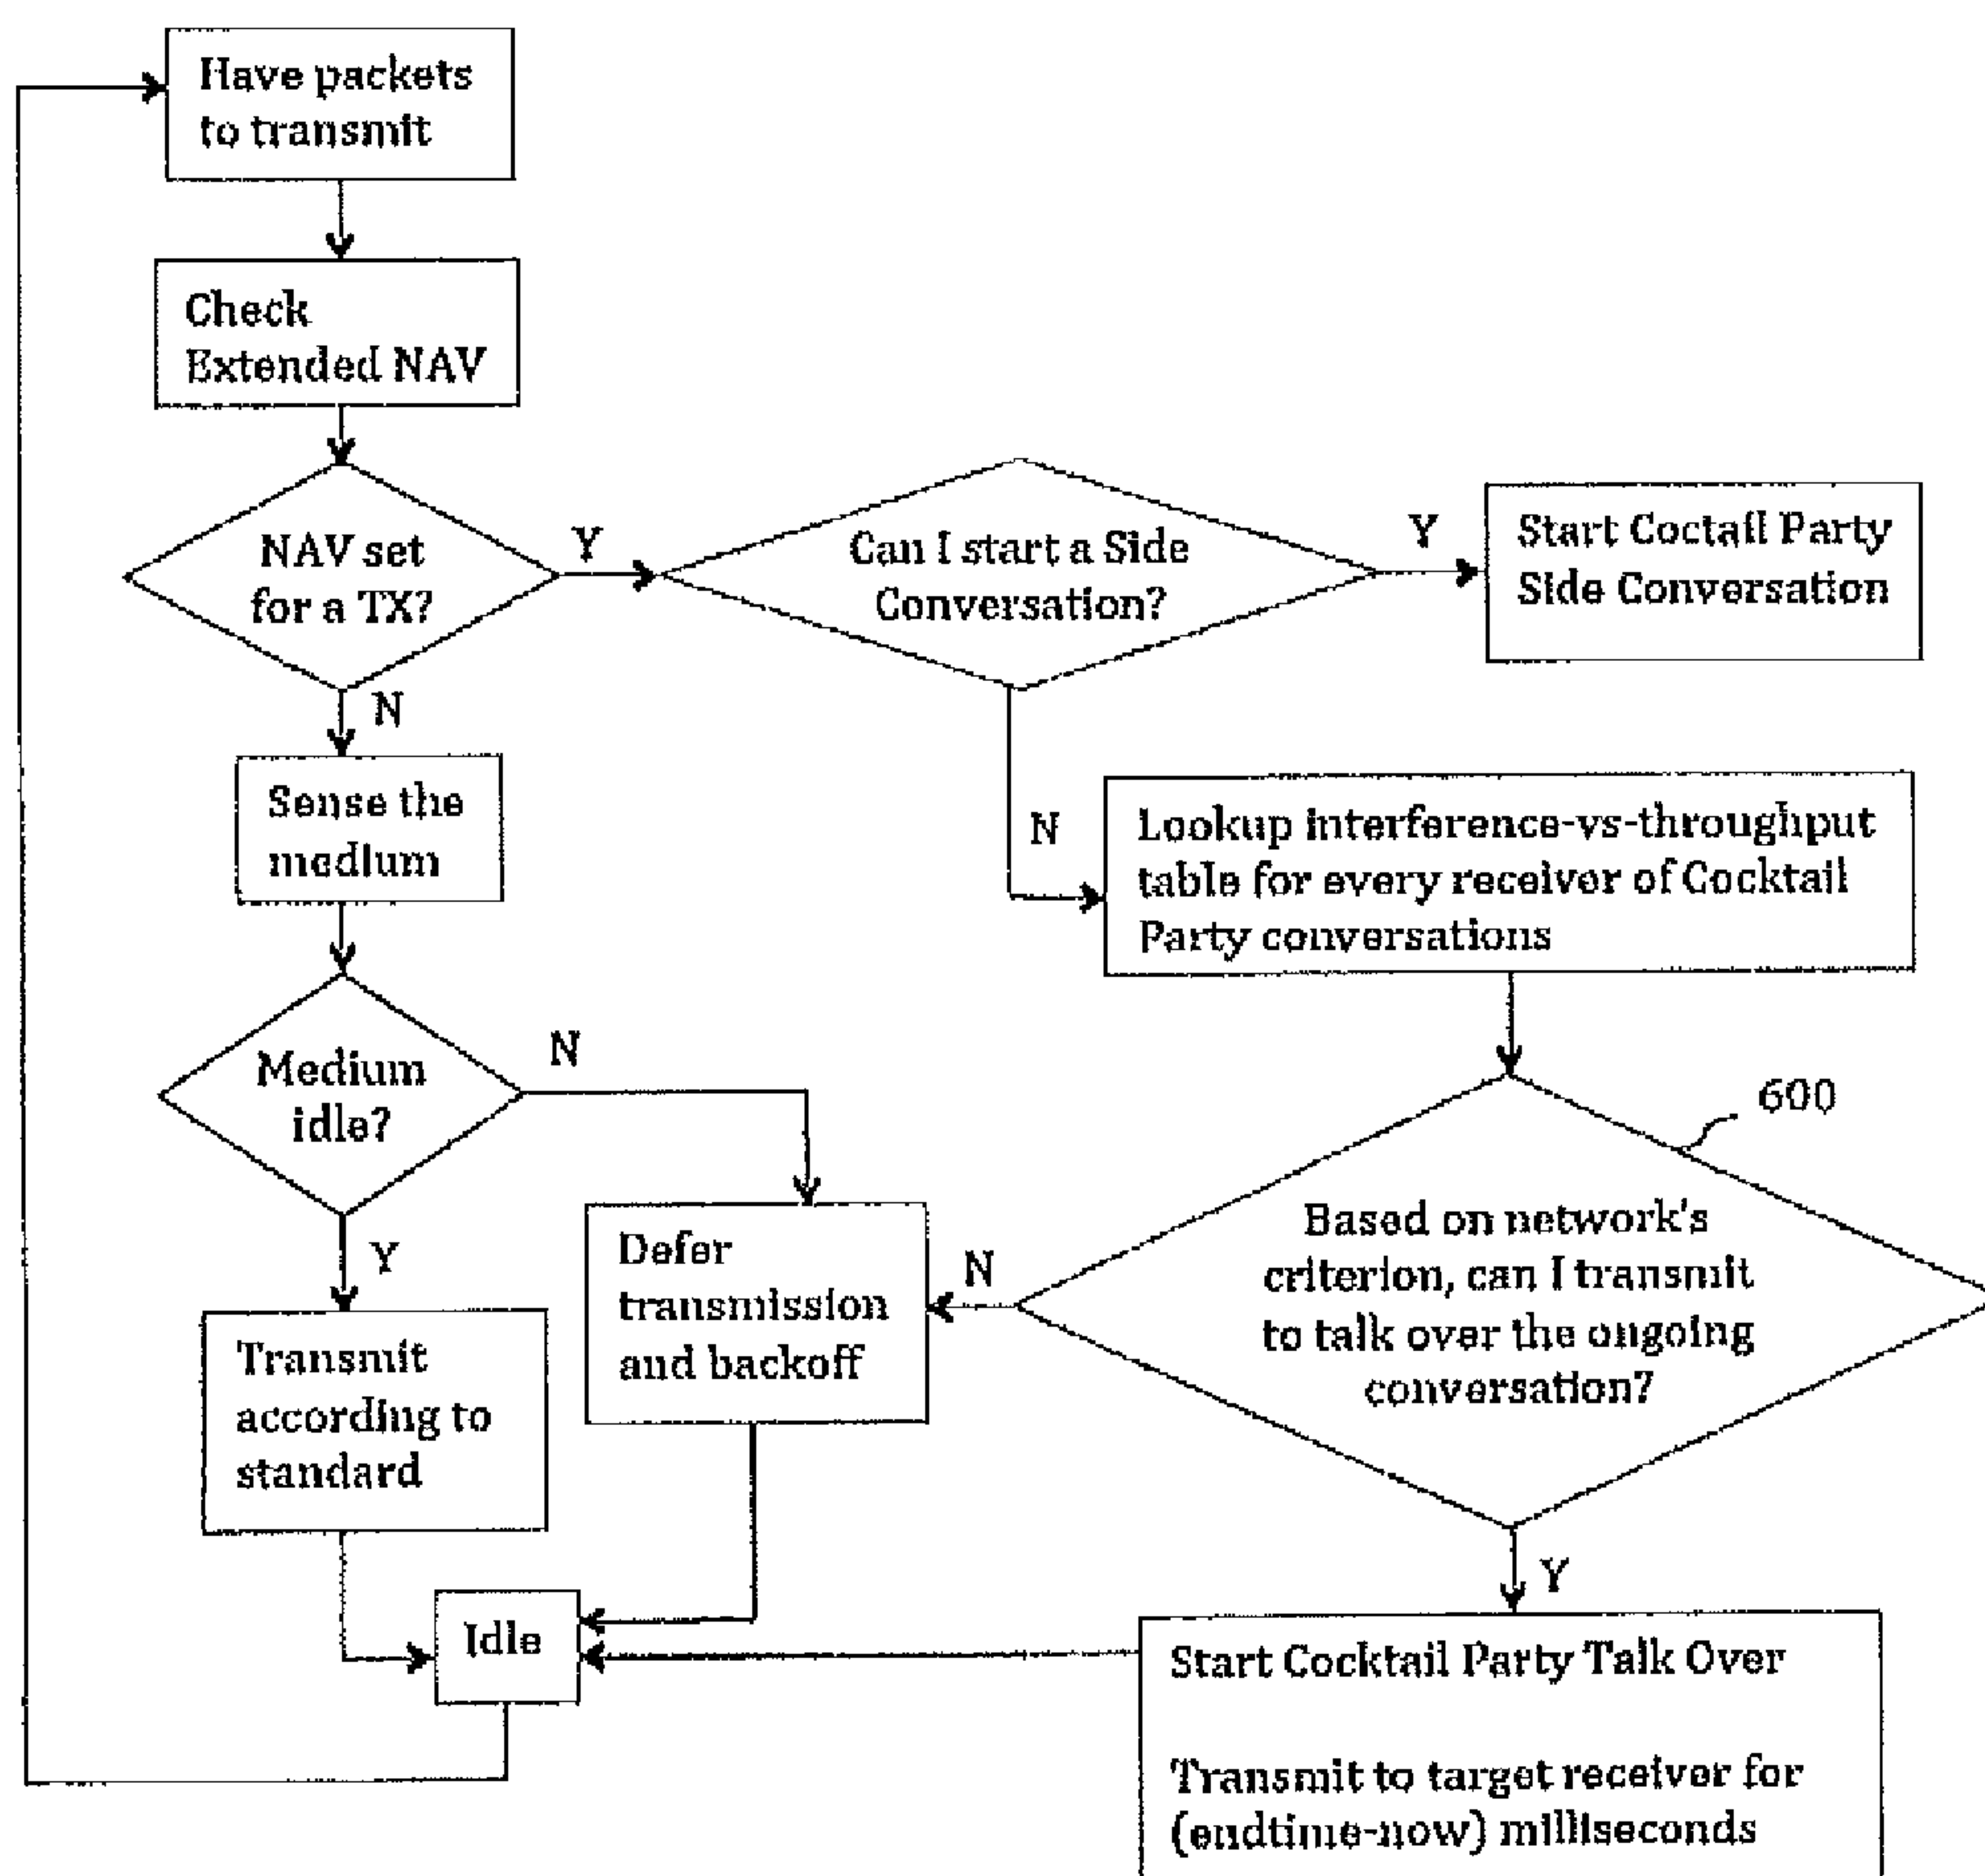 Have packets
to transmit
Check
Extended NAV
NAV set
for a TX?
Y
Can I start a Side
Conversation?
Y
Start Coctail Party
Side Conversation
N
Sense the
medium
N
Lookup interference-vs-throughput
table for every receiver of Cocktail
Party conversations
Medium
idle?
N
600
Based on network's
criterion, can I transmit
to talk over the ongoing
conversation?
N
Defer
transmission
and backoff
Y
Transmit
according to
standard
Y
Idle
Start Cocktail Party Talk Over
Transmit to target receiver for
(endtime-now) milliseconds